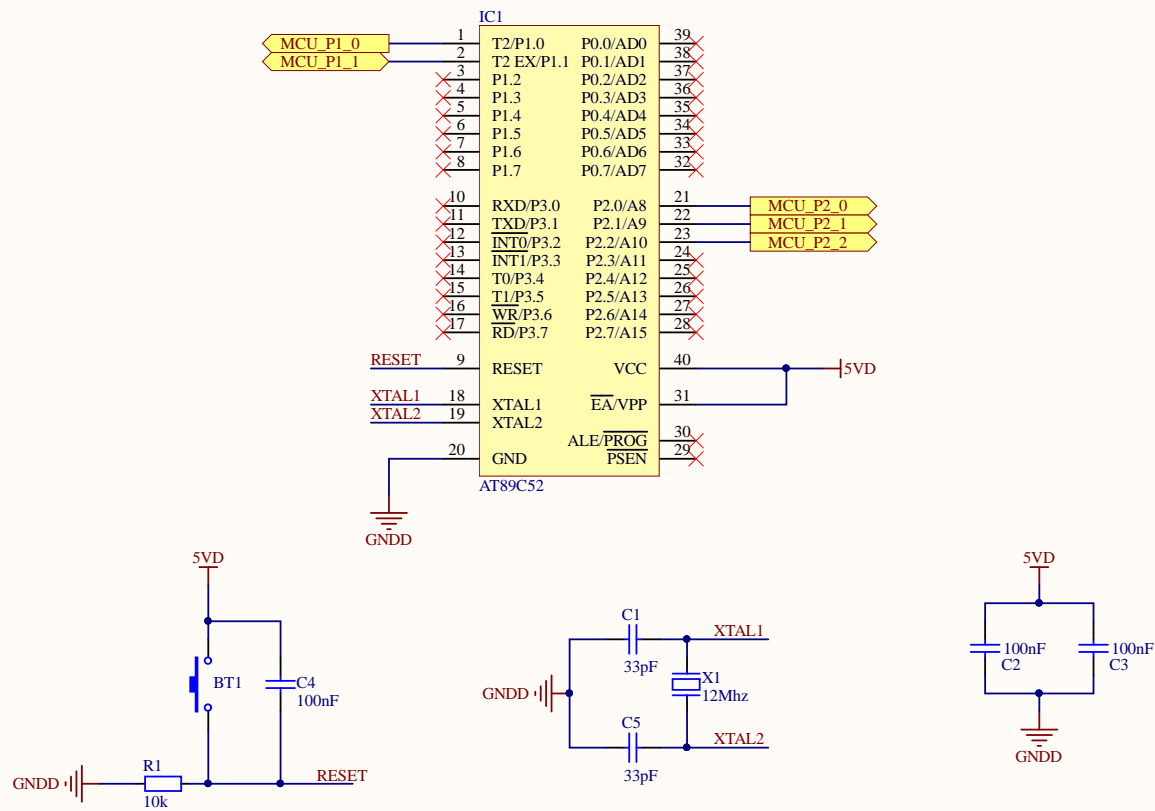 IC1
MCU_P1_0 1 T2/P1.0 P0.0/AD0 39
MCU_P1_1 2 T2 EX/P1.1 P0.1/AD1 38
3 P1.2 P0.2/AD2 37
4 P1.3 P0.3/AD3 36
5 P1.4 P0.4/AD4 35
6 P1.5 P0.5/AD5 34
7 P1.6 P0.6/AD6 33
8 P1.7 P0.7/AD7 32
10 RXD/P3.0 P2.0/A8 21 MCU_P2_0
11 TXD/P3.1 P2.1/A9 22 MCU_P2_1
12 INT0/P3.2 P2.2/A10 23 MCU_P2_2
13 INT1/P3.3 P2.3/A11 24
14 T0/P3.4 P2.4/A12 25
15 T1/P3.5 P2.5/A13 26
16 WR/P3.6 P2.6/A14 27
17 RD/P3.7 P2.7/A15 28
RESET 9 RESET VCC 40 5VD
XTAL1 18 XTAL1 EA/VPP 31
XTAL2 19 XTAL2
ALE/PROG 30
20 GND PSEN 29
AT89C52
GNDD
5VD
BT1
C4
100nF
R1
GNDD
10k
RESET
C1
33pF
XTAL1
GNDD
X1
12Mhz
C5
33pF
XTAL2
5VD
100nF
C2
100nF
C3
GNDD